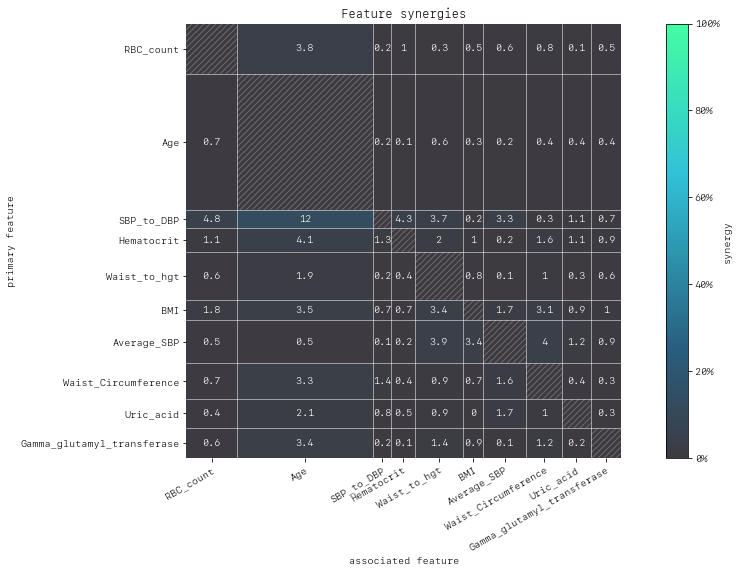 Feature synergies
RBC_count 3.8 0.2 1 0.3 0.5 0.6 0.8 0.1 0.5
Age 0.7 0.2 0.1 0.6 0.3 0.2 0.4 0.4 0.4
SBP_to_DBP 4.8 12 4.3 3.7 0.2 3.3 0.3 1.1 0.7
Hematocrit 1.1 4.1 1.3 2 1 0.2 1.6 1.1 0.9
Waist_to_hgt 0.6 1.9 0.2 0.4 0.8 0.1 1 0.3 0.6
BMI 1.8 3.5 0.7 0.7 3.4 1.7 3.1 0.9 1
Average_SBP 0.5 0.5 0.1 0.2 3.9 3.4 4 1.2 0.9
Waist_Circumference 0.7 3.3 1.4 0.4 0.9 0.7 1.6 0.4 0.3
Uric_acid 0.4 2.1 0.8 0.5 0.9 0 1.7 1 0.3
Gamma_glutamyl_transferase 0.6 3.4 0.2 0.1 1.4 0.9 0.1 1.2 0.2
primary feature
RBC_count
Age
SBP_to_DBP
Hematocrit
Waist_to_hgt
BMI
Average_SBP
Waist_Circumference
Uric_acid
Gamma_glutamyl_transferase
associated feature
100%
80%
60%
40%
20%
0%
synergy